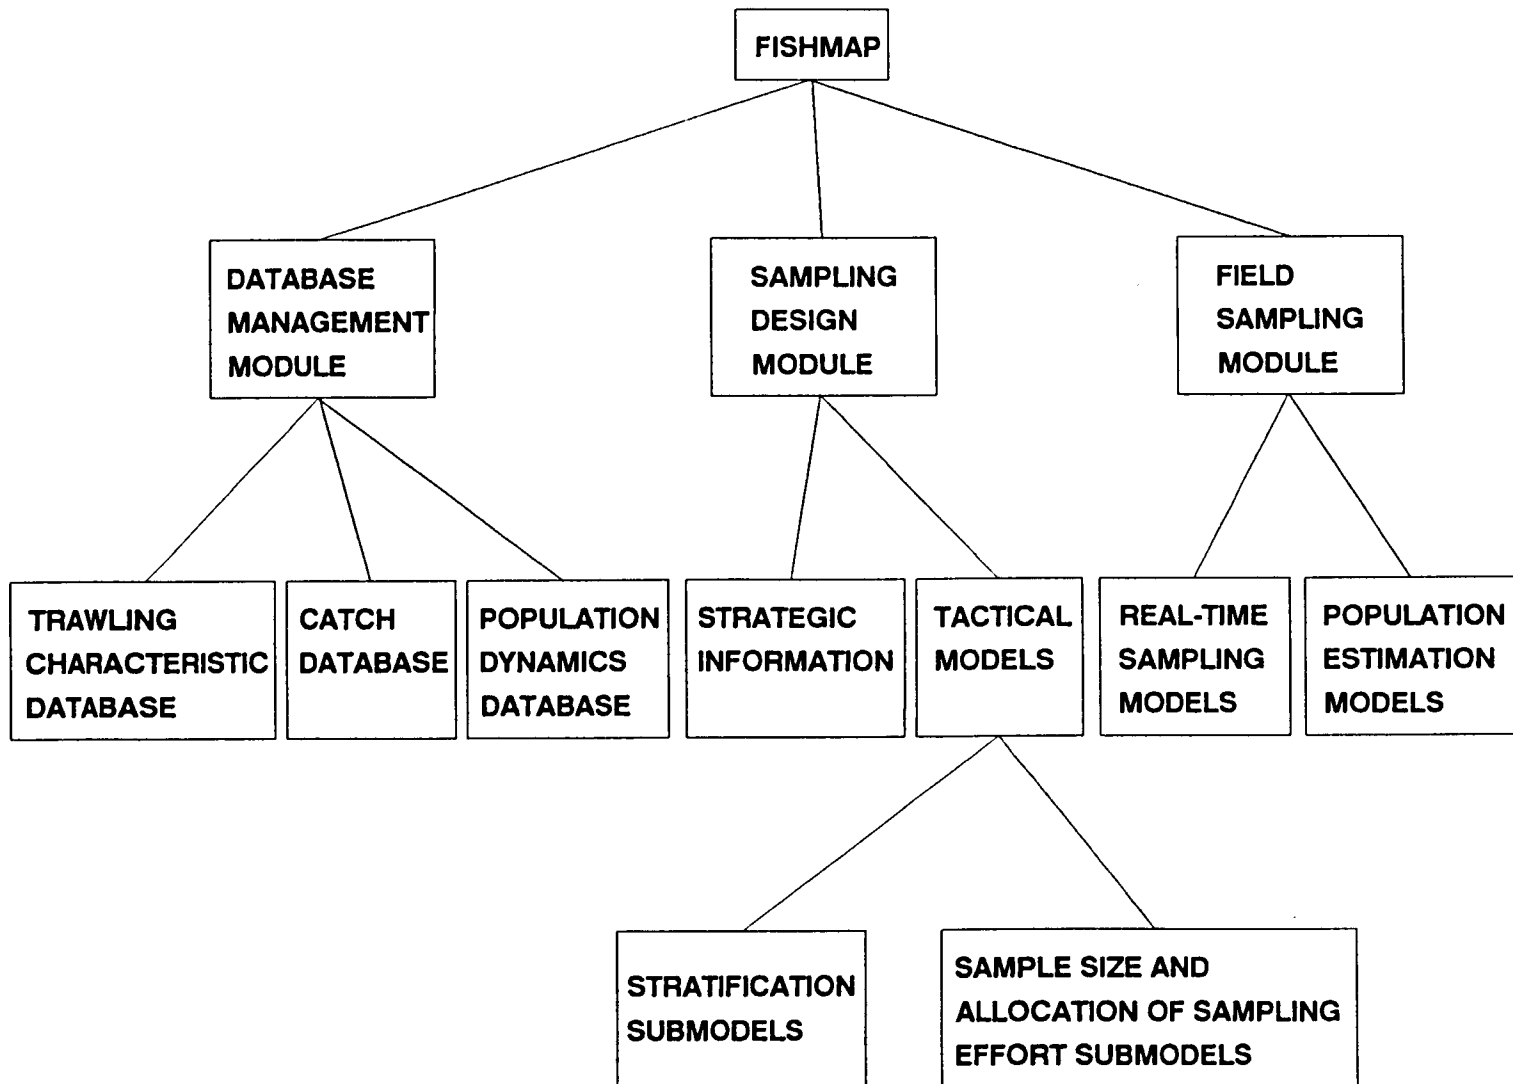 FISHMAP
DATABASE
MANAGEMENT
MODULE
SAMPLING
DESIGN
MODULE
FIELD
SAMPLING
MODULE
TRAWLING
CHARACTERISTIC
DATABASE
CATCH
DATABASE
POPULATION
DYNAMICS
DATABASE
STRATEGIC
INFORMATION
TACTICAL
MODELS
REAL-TIME
SAMPLING
MODELS
POPULATION
ESTIMATION
MODELS
STRATIFICATION
SUBMODELS
SAMPLE SIZE AND
ALLOCATION OF SAMPLING
EFFORT SUBMODELS